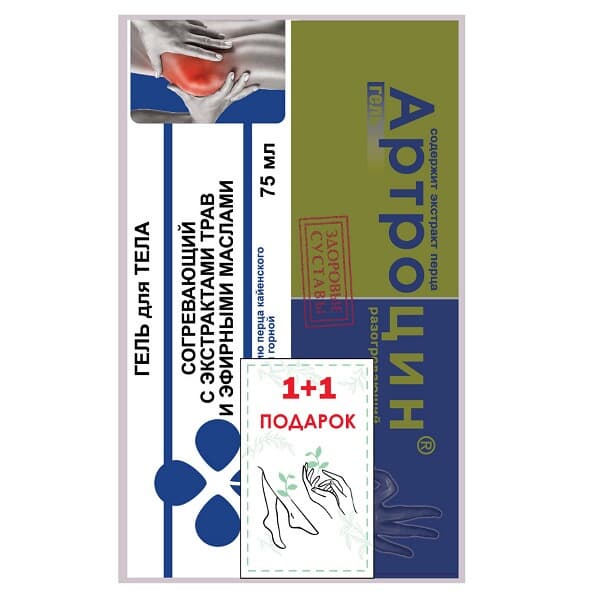 ГЕЛЬ для ТЕЛА
СОГРЕВАЮЩИЙ
С ЭКСТРАКТАМИ ТРАВ
И ЭФИРНЫМИ МАСЛАМИ
75 мл
перца кайенского
горной
ЗДОРОВЫЕ
СУСТАВЫ
гель
Артроцин®
содержит экстракт перца
разогревающий
1+1
ПОДАРОК